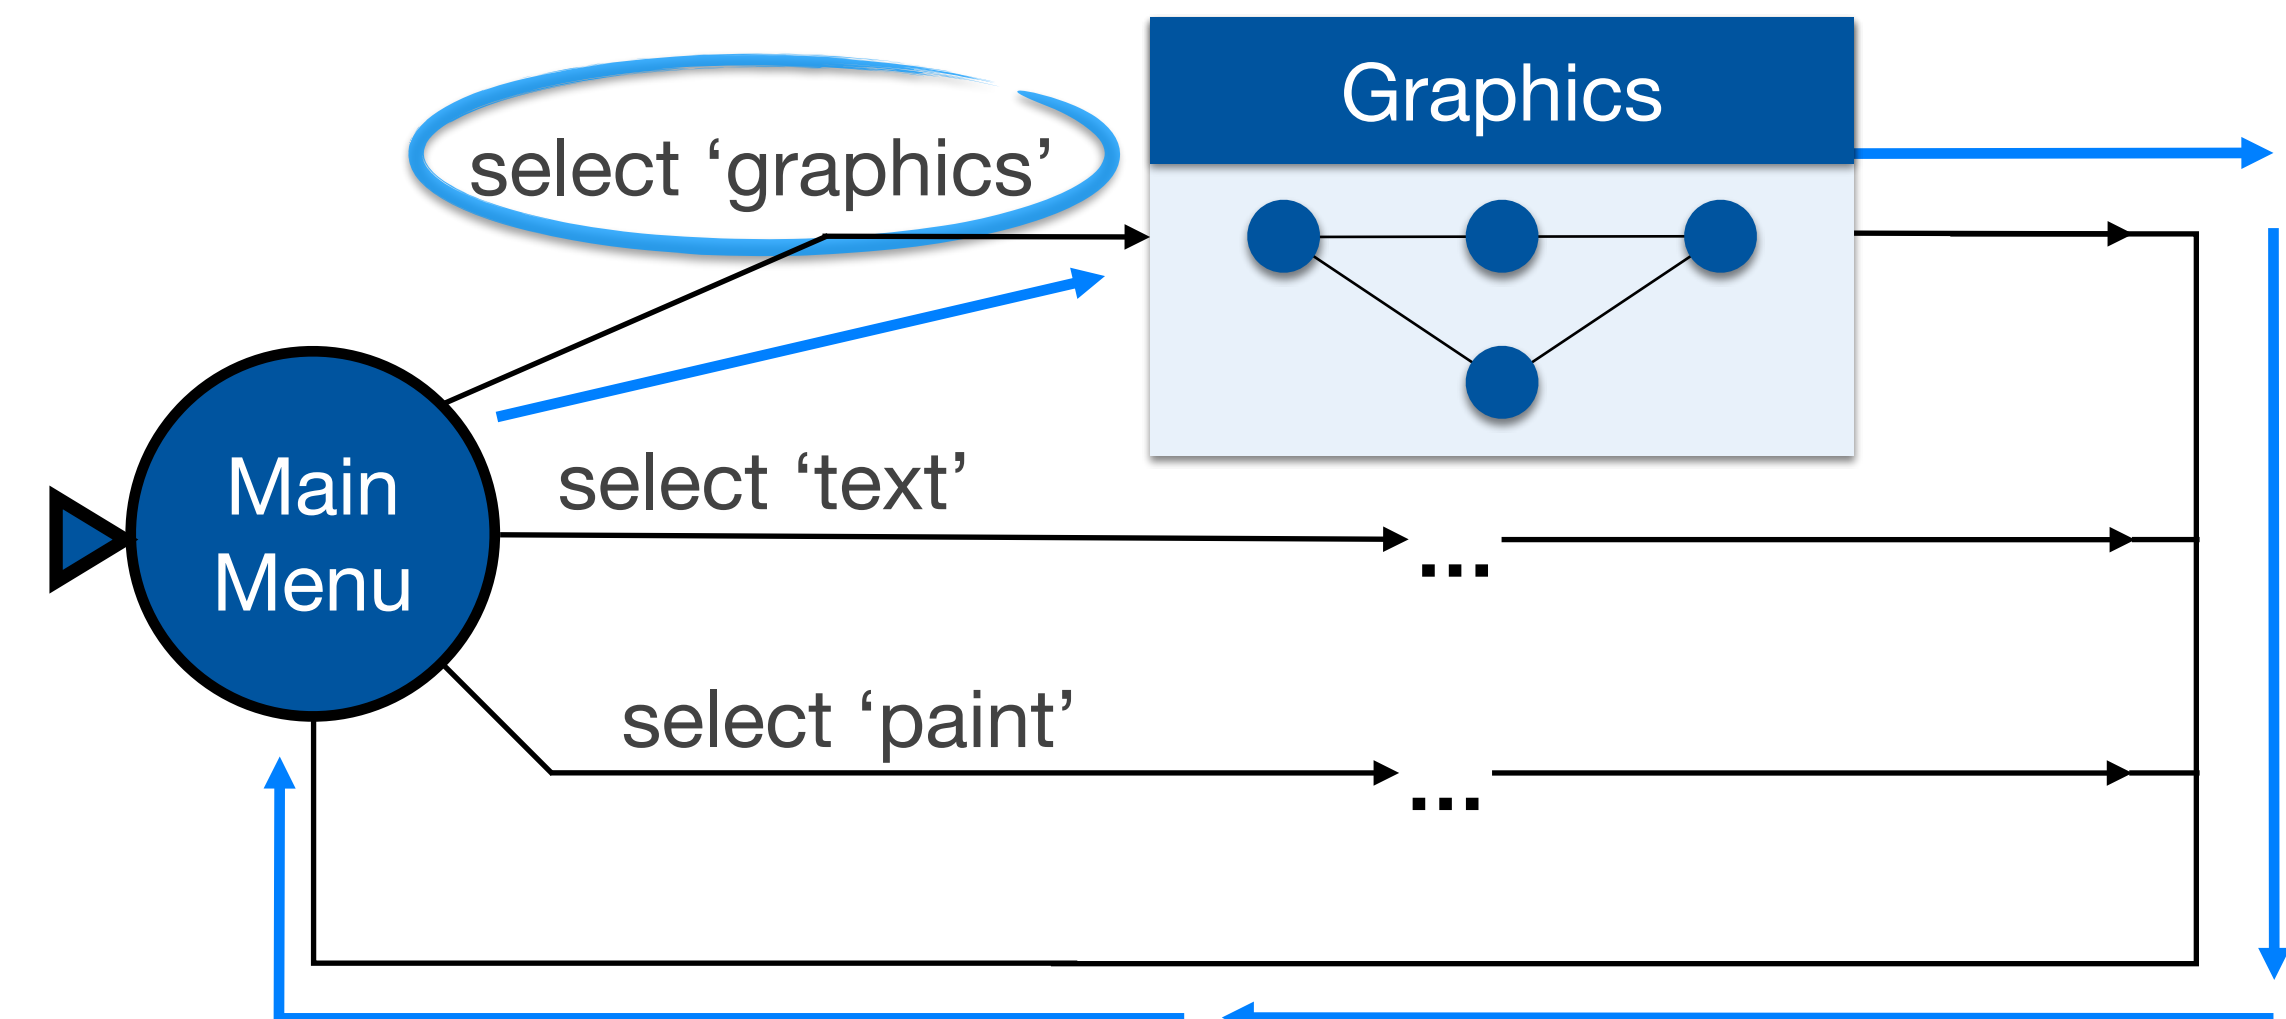 Graphics
select ‘graphics’
Main
Menu
select ‘text’
...
select ‘paint’
...